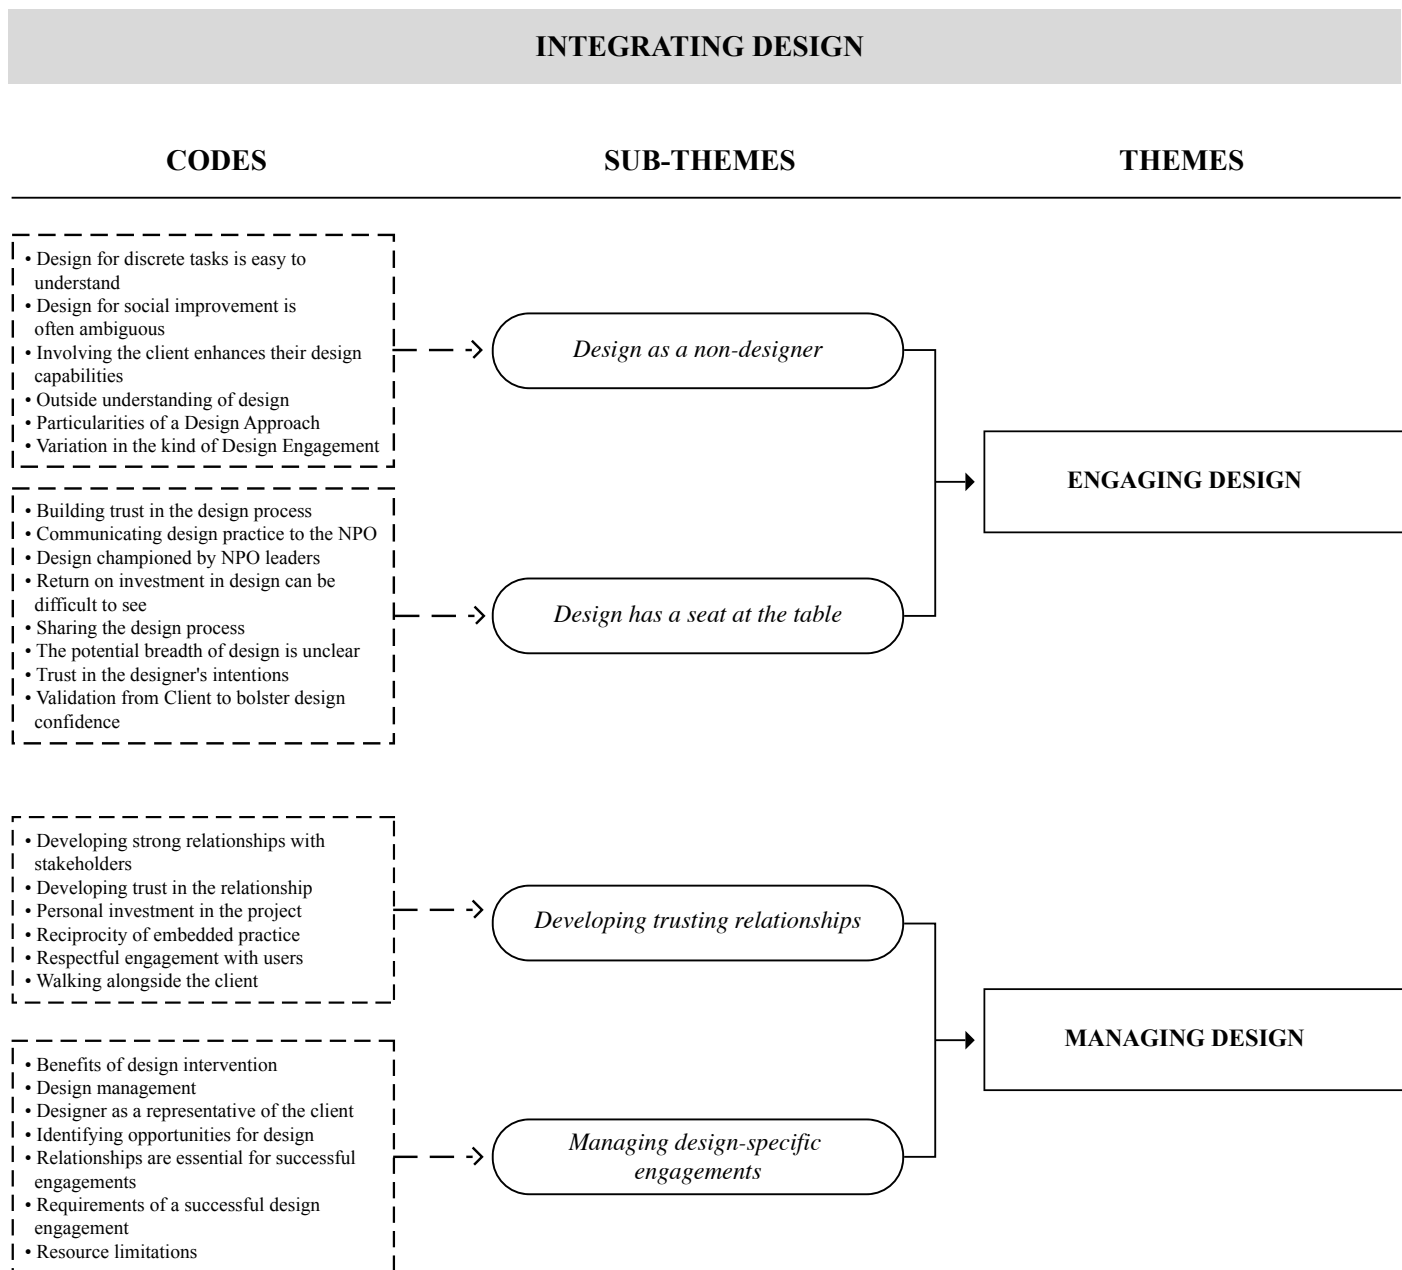 INTEGRATING DESIGN
CODES
SUB-THEMES
THEMES
• Design for discrete tasks is easy to
understand
• Design for social improvement is
often ambiguous
• Involving the client enhances their design
capabilities
• Outside understanding of design
• Particularities of a Design Approach
• Variation in the kind of Design Engagement
Design as a non-designer
• Building trust in the design process
• Communicating design practice to the NPO
• Design championed by NPO leaders
• Return on investment in design can be
difficult to see
• Sharing the design process
• The potential breadth of design is unclear
• Trust in the designer's intentions
• Validation from Client to bolster design
confidence
Design has a seat at the table
ENGAGING DESIGN
• Developing strong relationships with
stakeholders
• Developing trust in the relationship
• Personal investment in the project
• Reciprocity of embedded practice
• Respectful engagement with users
• Walking alongside the client
Developing trusting relationships
• Benefits of design intervention
• Design management
• Designer as a representative of the client
• Identifying opportunities for design
• Relationships are essential for successful
engagements
• Requirements of a successful design
engagement
• Resource limitations
Managing design-specific
engagements
MANAGING DESIGN